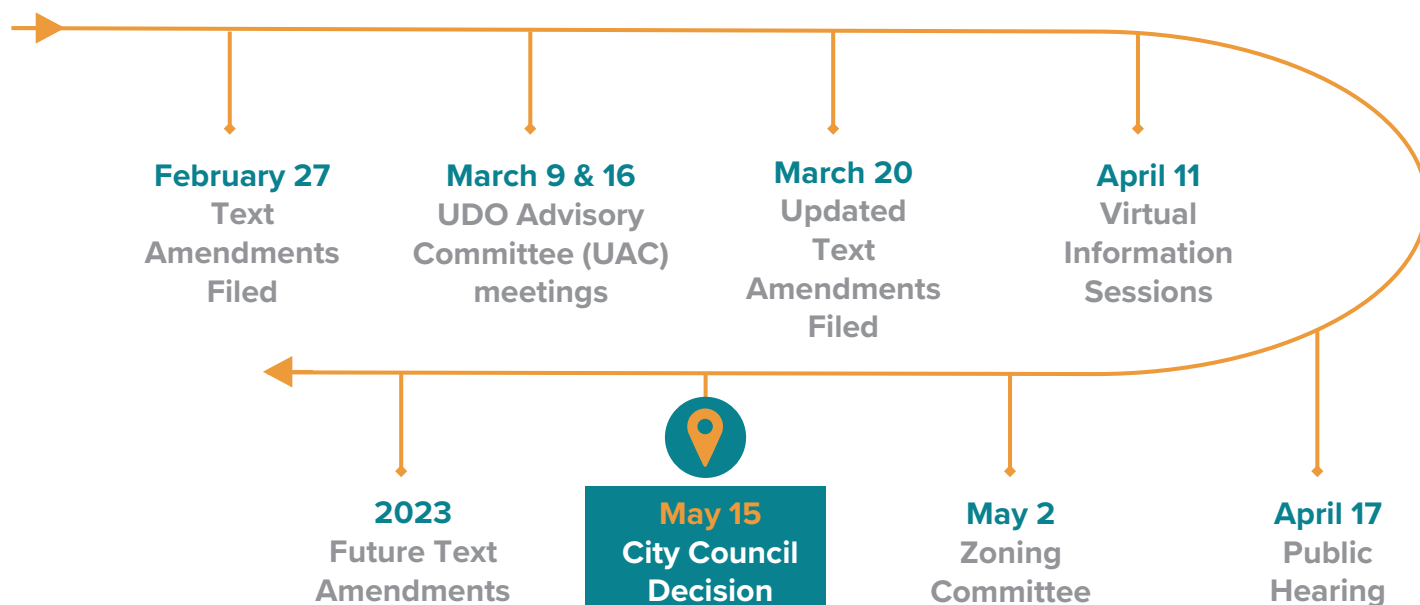 February 27
Text
Amendments
Filed
March 9 & 16
UDO Advisory
Committee (UAC)
meetings
March 20
Updated
Text
Amendments
Filed
April 11
Virtual
Information
Sessions
2023
Future Text
Amendments
May 15
City Council
Decision
May 2
Zoning
Committee
April 17
Public
Hearing